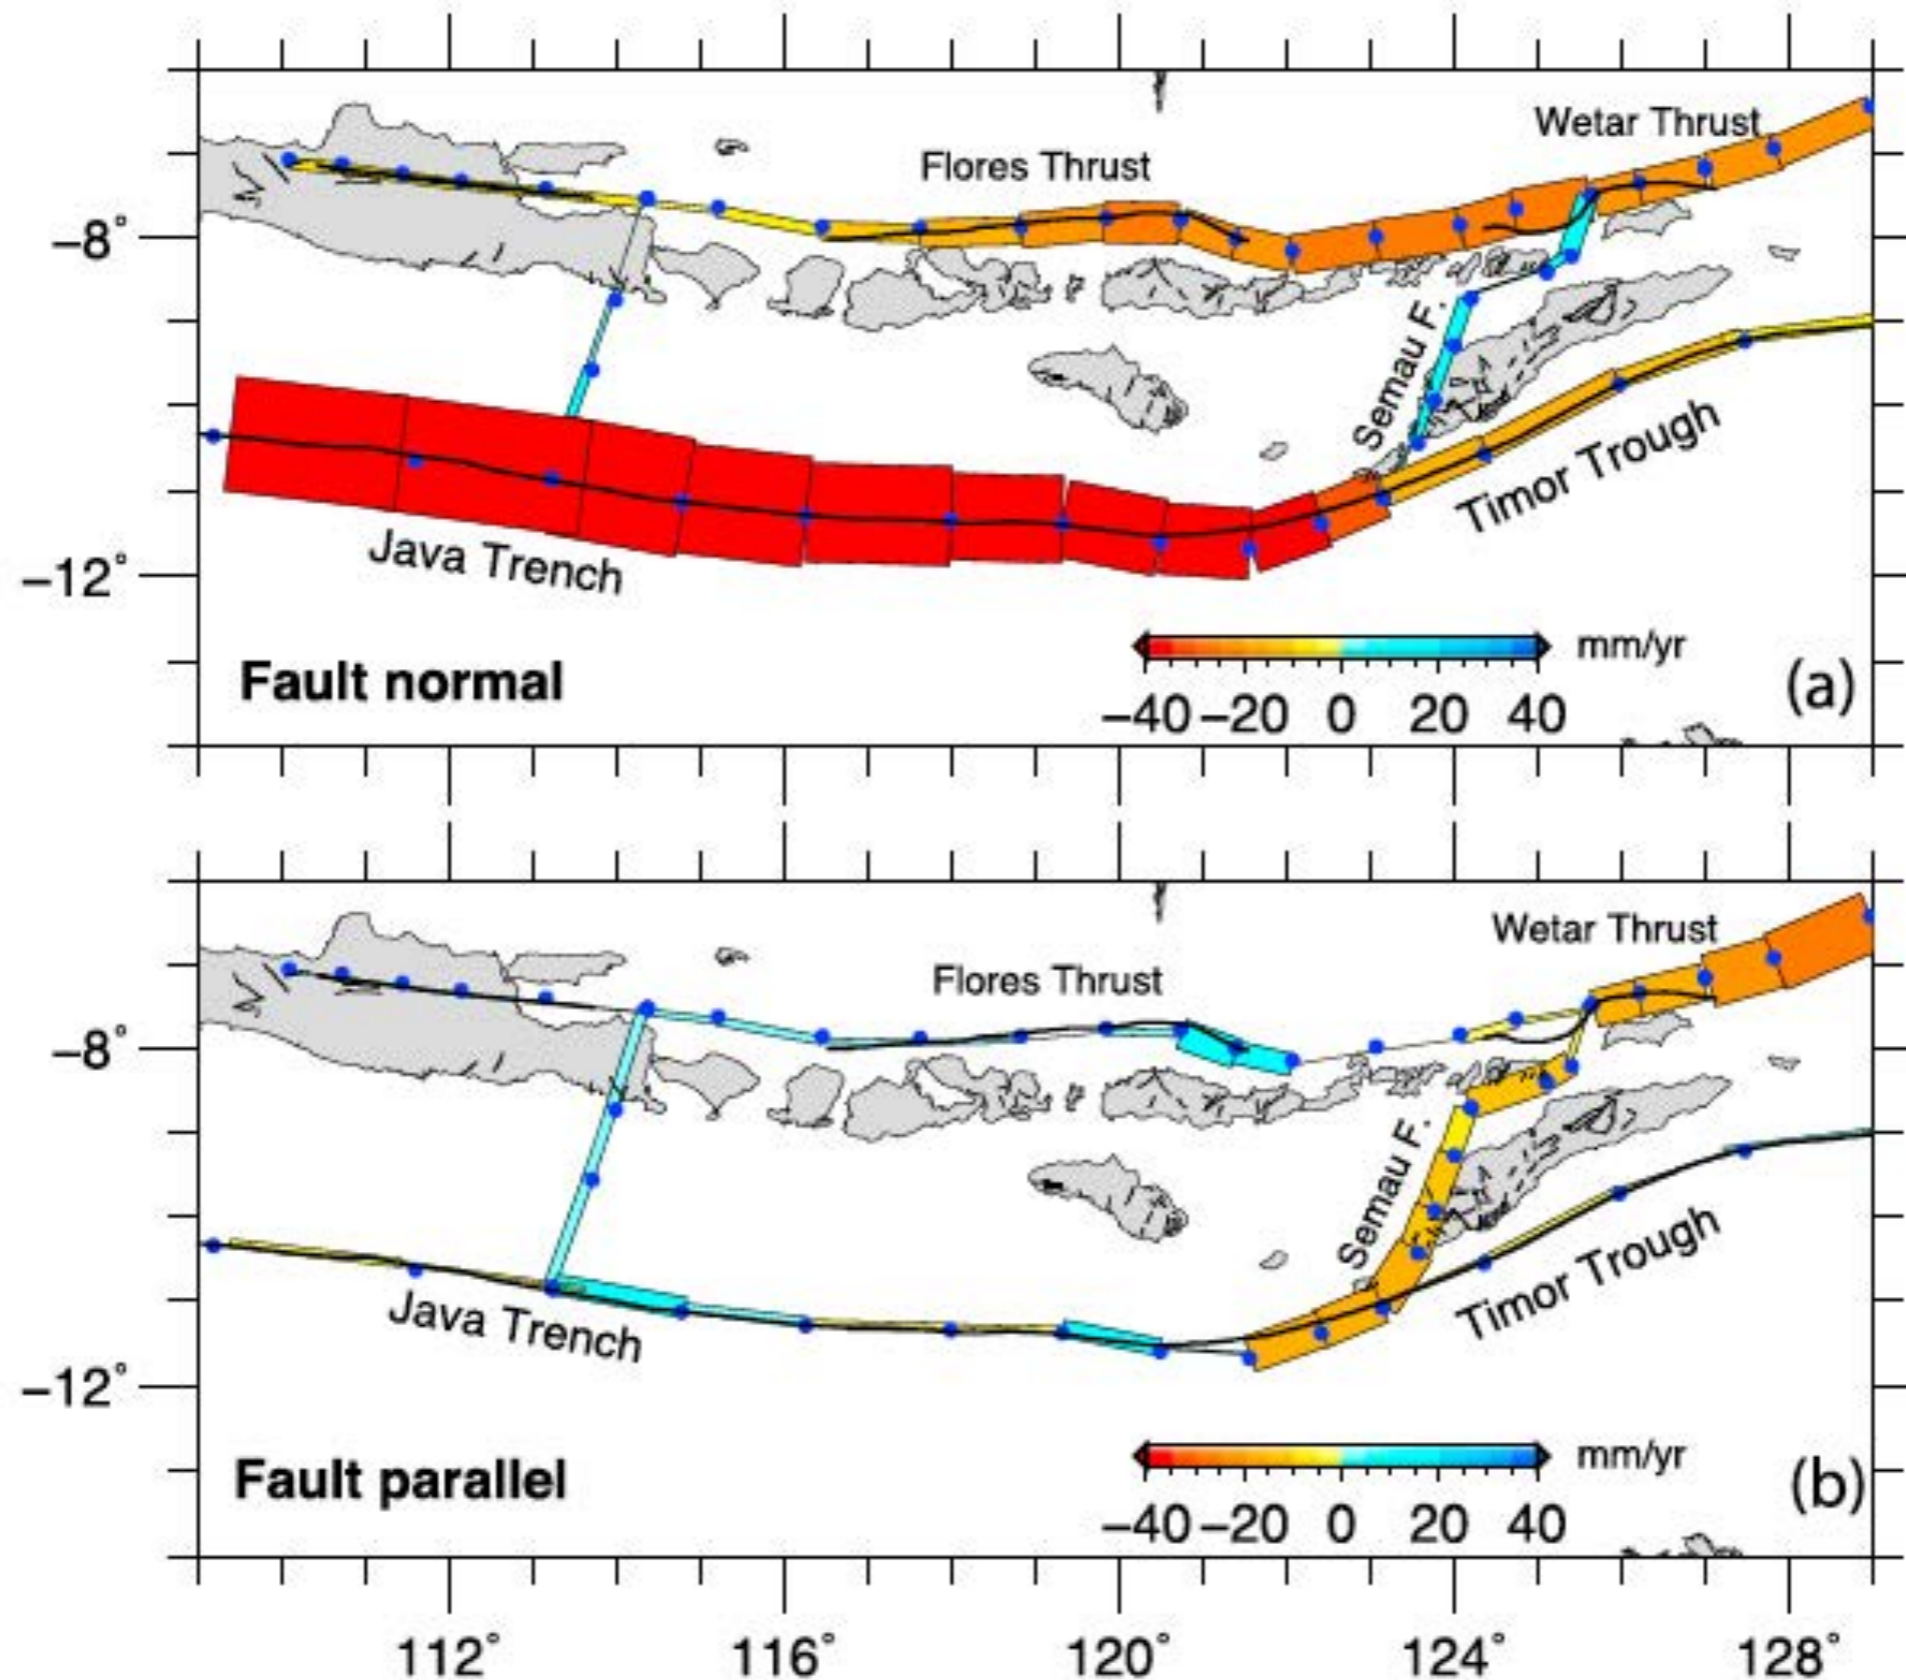 Wetar Thrust
Flores Thrust
−8°
Semau F.
Timor Trough
Java Trench
−12°
mm/yr
Fault normal
(a)
−40 −20 0 20 40
Wetar Thrust
Flores Thrust
−8°
Semau F.
Timor Trough
Java Trench
−12°
mm/yr
Fault parallel
(b)
−40 −20 0 20 40
112° 116° 120° 124° 128°